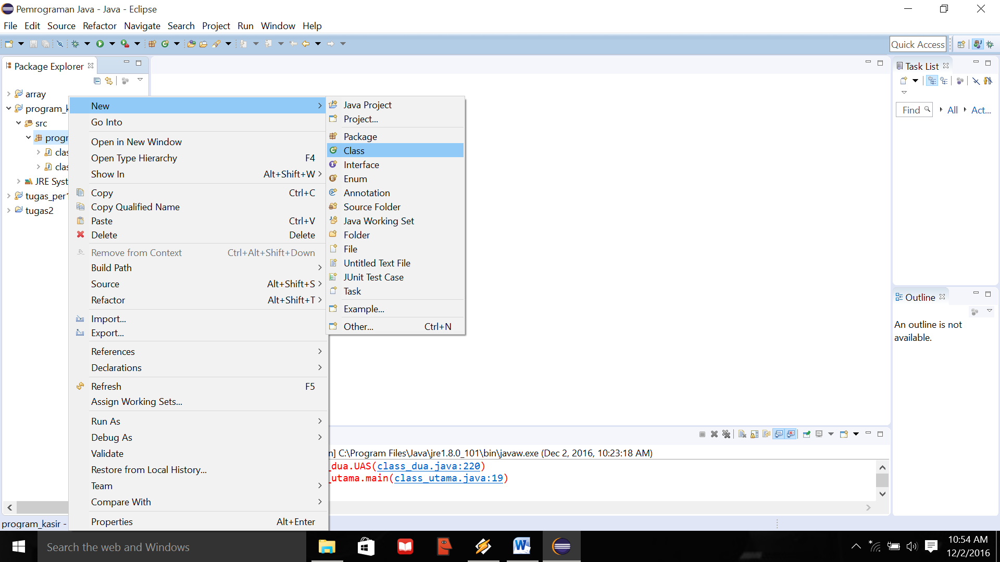 Pemrograman Java - Java - Eclipse
File Edit Source Refactor Navigate Search Project Run Window Help
Quick Access
Package Explorer
array
program_k
src
progr
clas
clas
JRE Syst
tugas_per1
tugas2
New
Go Into
Open in New Window
Open Type Hierarchy F4
Show In Alt+Shift+W
Copy Ctrl+C
Copy Qualified Name
Paste Ctrl+V
Delete Delete
Remove from Context Ctrl+Alt+Shift+Down
Build Path
Source Alt+Shift+S
Refactor Alt+Shift+T
Import...
Export...
References
Declarations
Refresh F5
Assign Working Sets...
Run As
Debug As
Validate
Restore from Local History...
Team
Compare With
Properties Alt+Enter
Java Project
Project...
Package
Class
Interface
Enum
Annotation
Source Folder
Java Working Set
Folder
File
Untitled Text File
JUnit Test Case
Task
Example...
Other... Ctrl+N
Task List
Find All Act...
Outline
An outline is not
available.
n] C:\Program Files\Java\jre1.8.0_101\bin\javaw.exe (Dec 2, 2016, 10:23:18 AM)
_dua.UAS(class_dua.java:220)
_utama.main(class_utama.java:19)
program_kasir -
Search the web and Windows
10:54 AM
12/2/2016